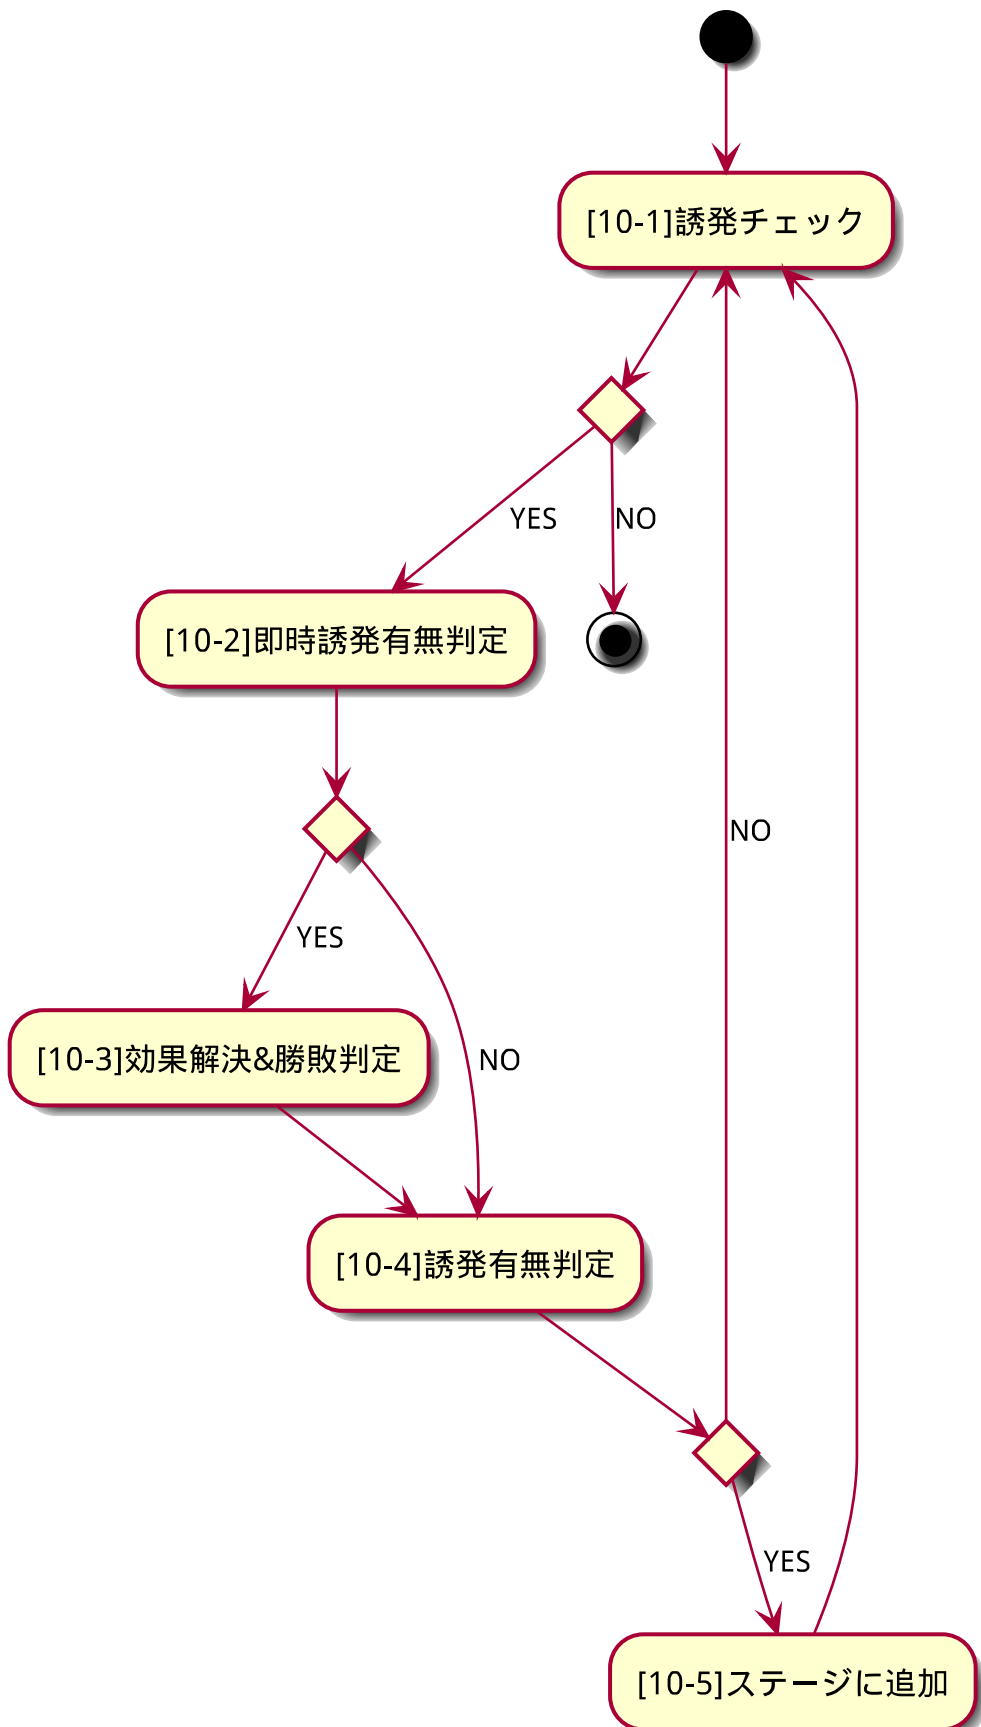 [10-1]誘発チェック
YES
NO
[10-2]即時誘発有無判定
NO
YES
[10-3]効果解決&勝敗判定
NO
[10-4]誘発有無判定
YES
[10-5]ステージに追加